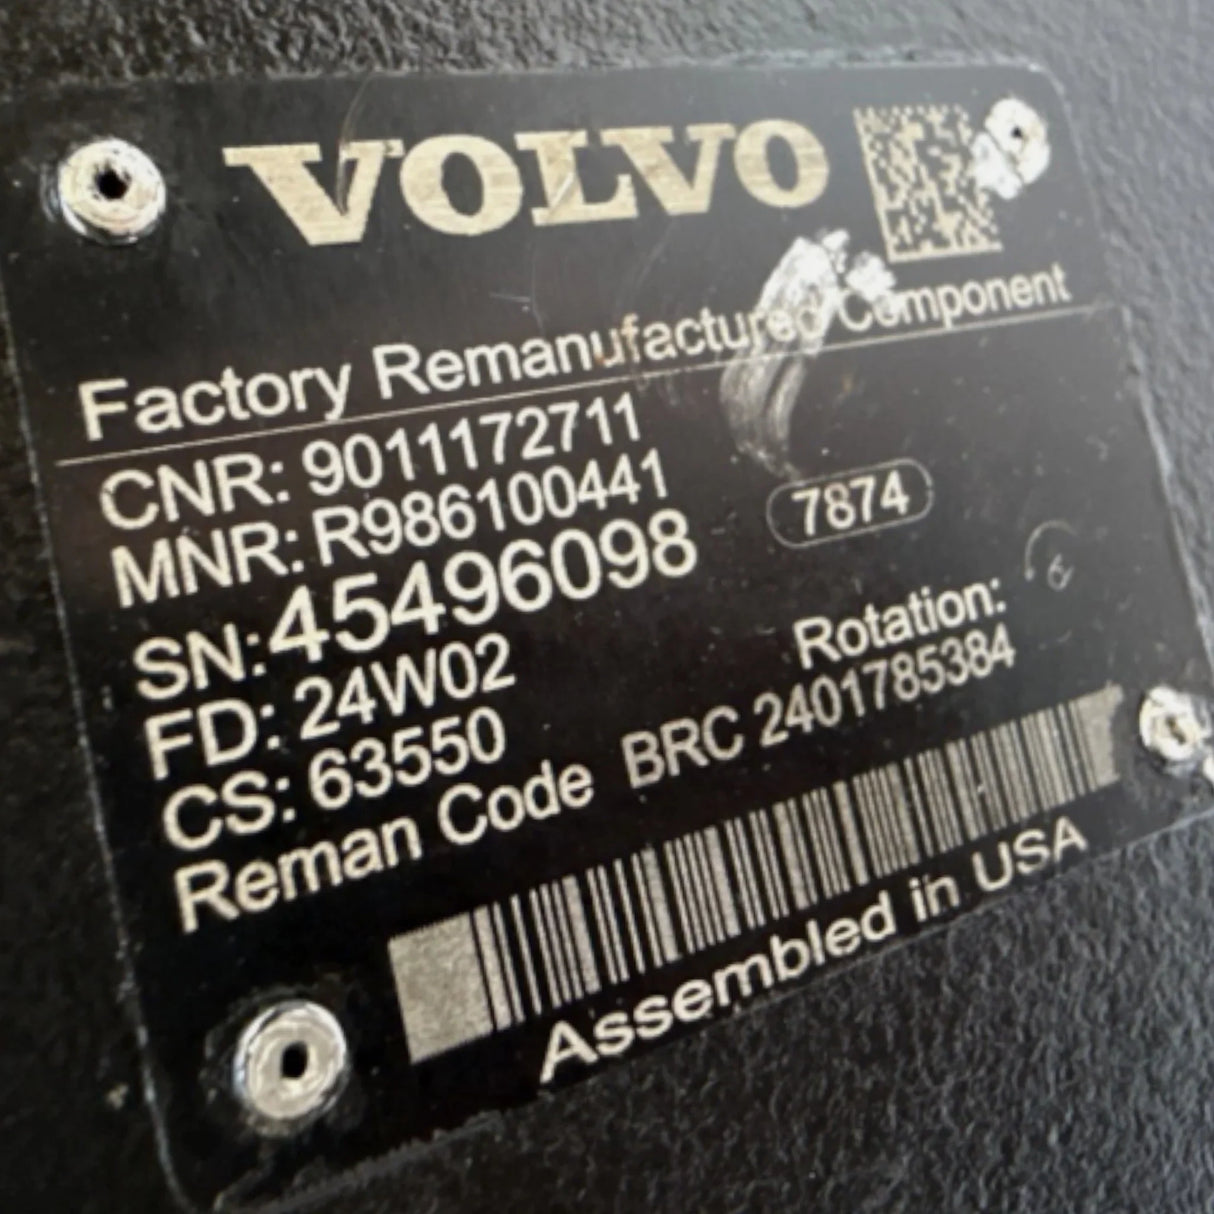 VOLVO
Factory Remanufactured Component
CNR: 9011172711
MNR: R986100441
7874
SN: 45496098
FD: 24W02
Rotation:
CS: 63550
Reman Code BRC 2401785384
Assembled in USA